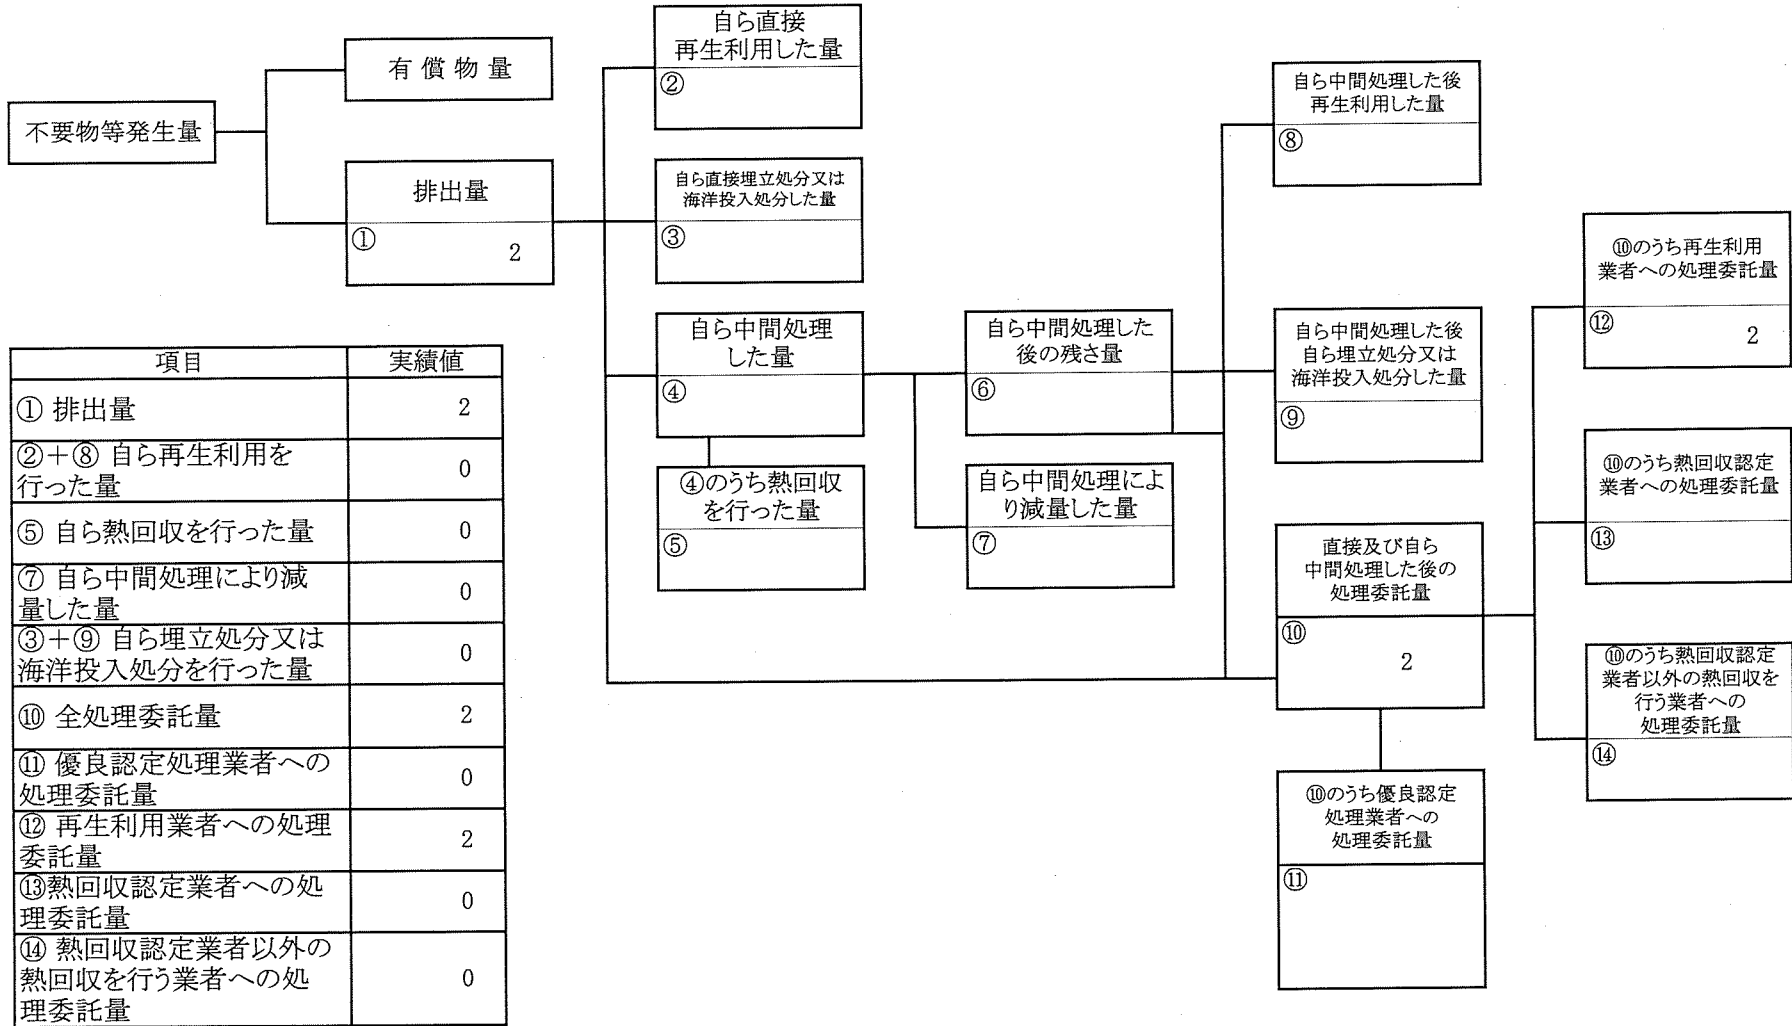 不要物等発生量
有償物量
排出量
①
2
自ら直接
再生利用した量
②
自ら直接埋立処分又は
海洋投入処分した量
③
自ら中間処理
した量
④
④のうち熱回収
を行った量
⑤
自ら中間処理した
後の残さ量
⑥
自ら中間処理によ
り減量した量
⑦
自ら中間処理した後
再生利用した量
⑧
自ら中間処理した後
自ら埋立処分又は
海洋投入処分した量
⑨
直接及び自ら
中間処理した後の
処理委託量
⑩
2
⑩のうち優良認定
処理業者への
処理委託量
⑪
⑩のうち再生利用
業者への処理委託量
⑫
2
⑩のうち熱回収認定
業者への処理委託量
⑬
⑩のうち熱回収認定
業者以外の熱回収を
行う業者への
処理委託量
⑭
項目 実績値
① 排出量 2
②+⑧ 自ら再生利用を
行った量 0
⑤ 自ら熱回収を行った量 0
⑦ 自ら中間処理により減
量した量 0
③+⑨ 自ら埋立処分又は
海洋投入処分を行った量 0
⑩ 全処理委託量 2
⑪ 優良認定処理業者への
処理委託量 0
⑫ 再生利用業者への処理
委託量 2
⑬熱回収認定業者への処
理委託量 0
⑭ 熱回収認定業者以外の
熱回収を行う業者への処
理委託量 0